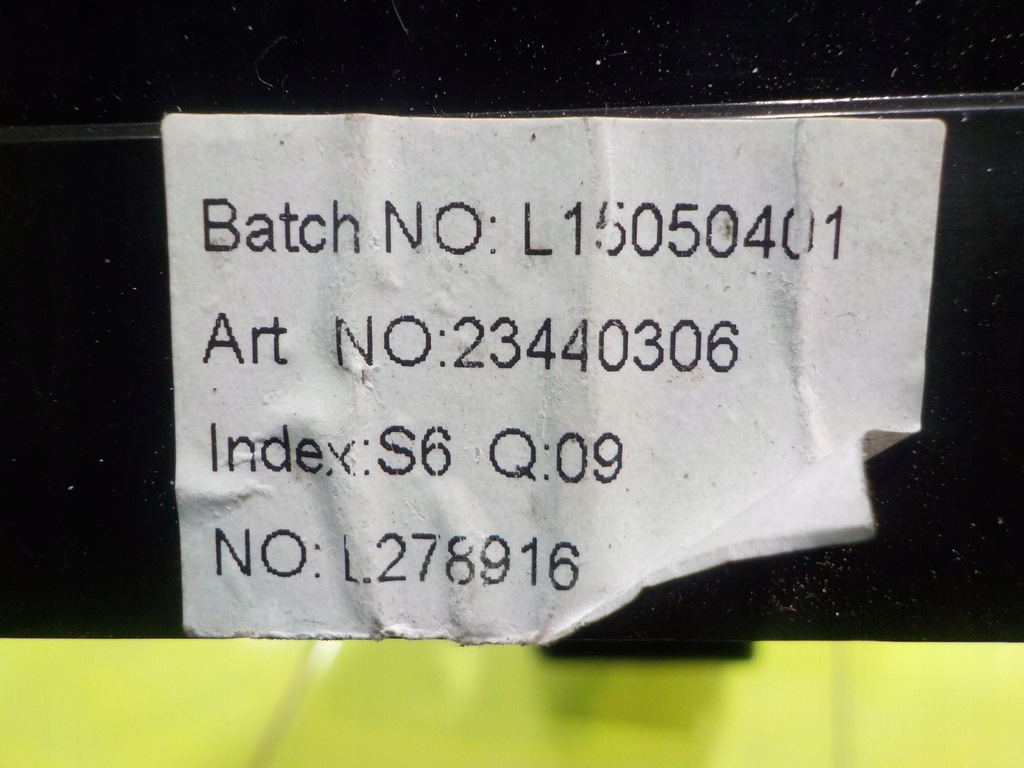 Batch NO: L15050401
Art NO:23440306
Index:S6 Q:09
NO: L278916